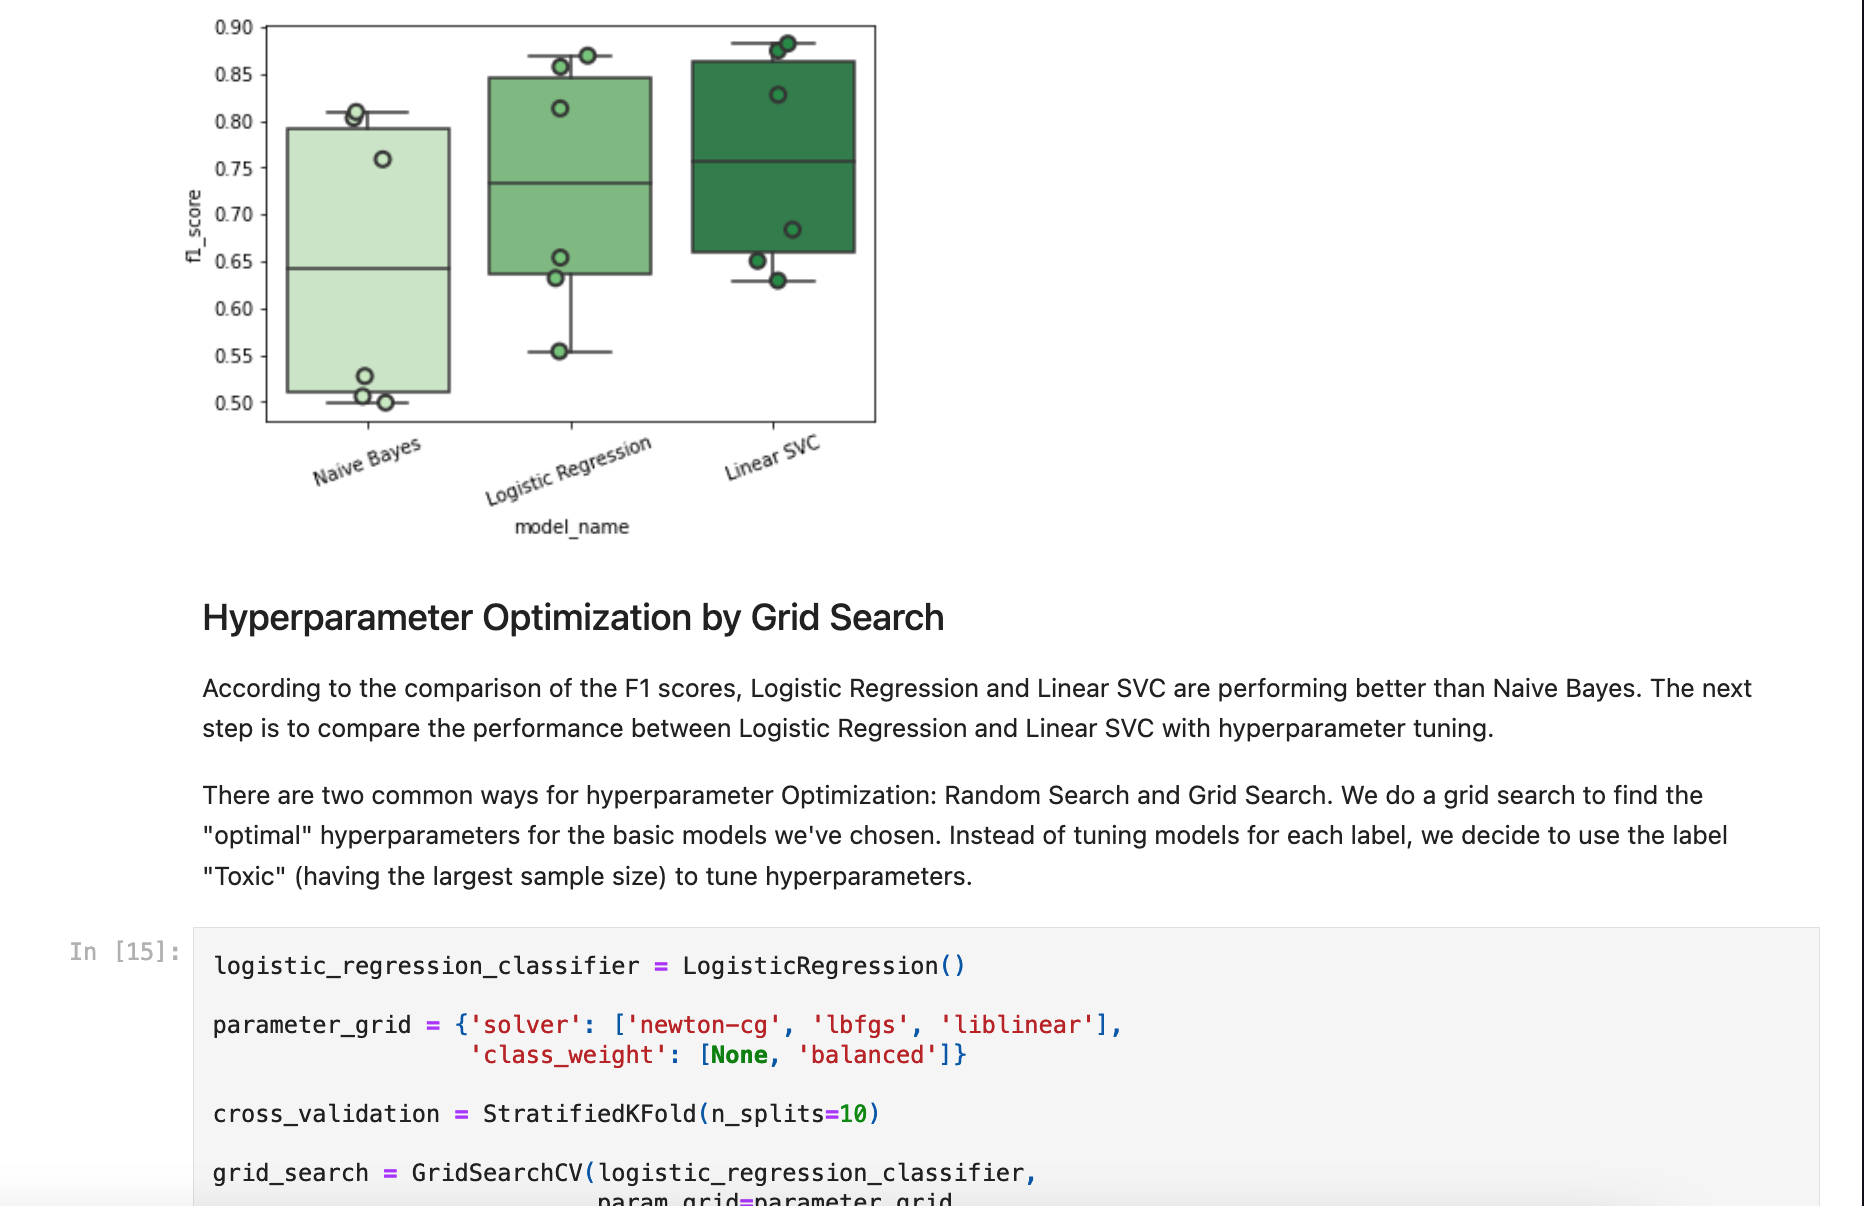 0.90
0.85
0.80
0.75
0.70
0.65
0.60
0.55
0.50
f1_score
Naive Bayes
Logistic Regression
Linear SVC
model_name
Hyperparameter Optimization by Grid Search
According to the comparison of the F1 scores, Logistic Regression and Linear SVC are performing better than Naive Bayes. The next
step is to compare the performance between Logistic Regression and Linear SVC with hyperparameter tuning.
There are two common ways for hyperparameter Optimization: Random Search and Grid Search. We do a grid search to find the
"optimal" hyperparameters for the basic models we've chosen. Instead of tuning models for each label, we decide to use the label
"Toxic" (having the largest sample size) to tune hyperparameters.
In [15]:
logistic_regression_classifier = LogisticRegression()
parameter_grid = {'solver': ['newton-cg', 'lbfgs', 'liblinear'],
'class_weight': [None, 'balanced']}
cross_validation = StratifiedKFold(n_splits=10)
grid_search = GridSearchCV(logistic_regression_classifier,
param_grid=parameter_grid